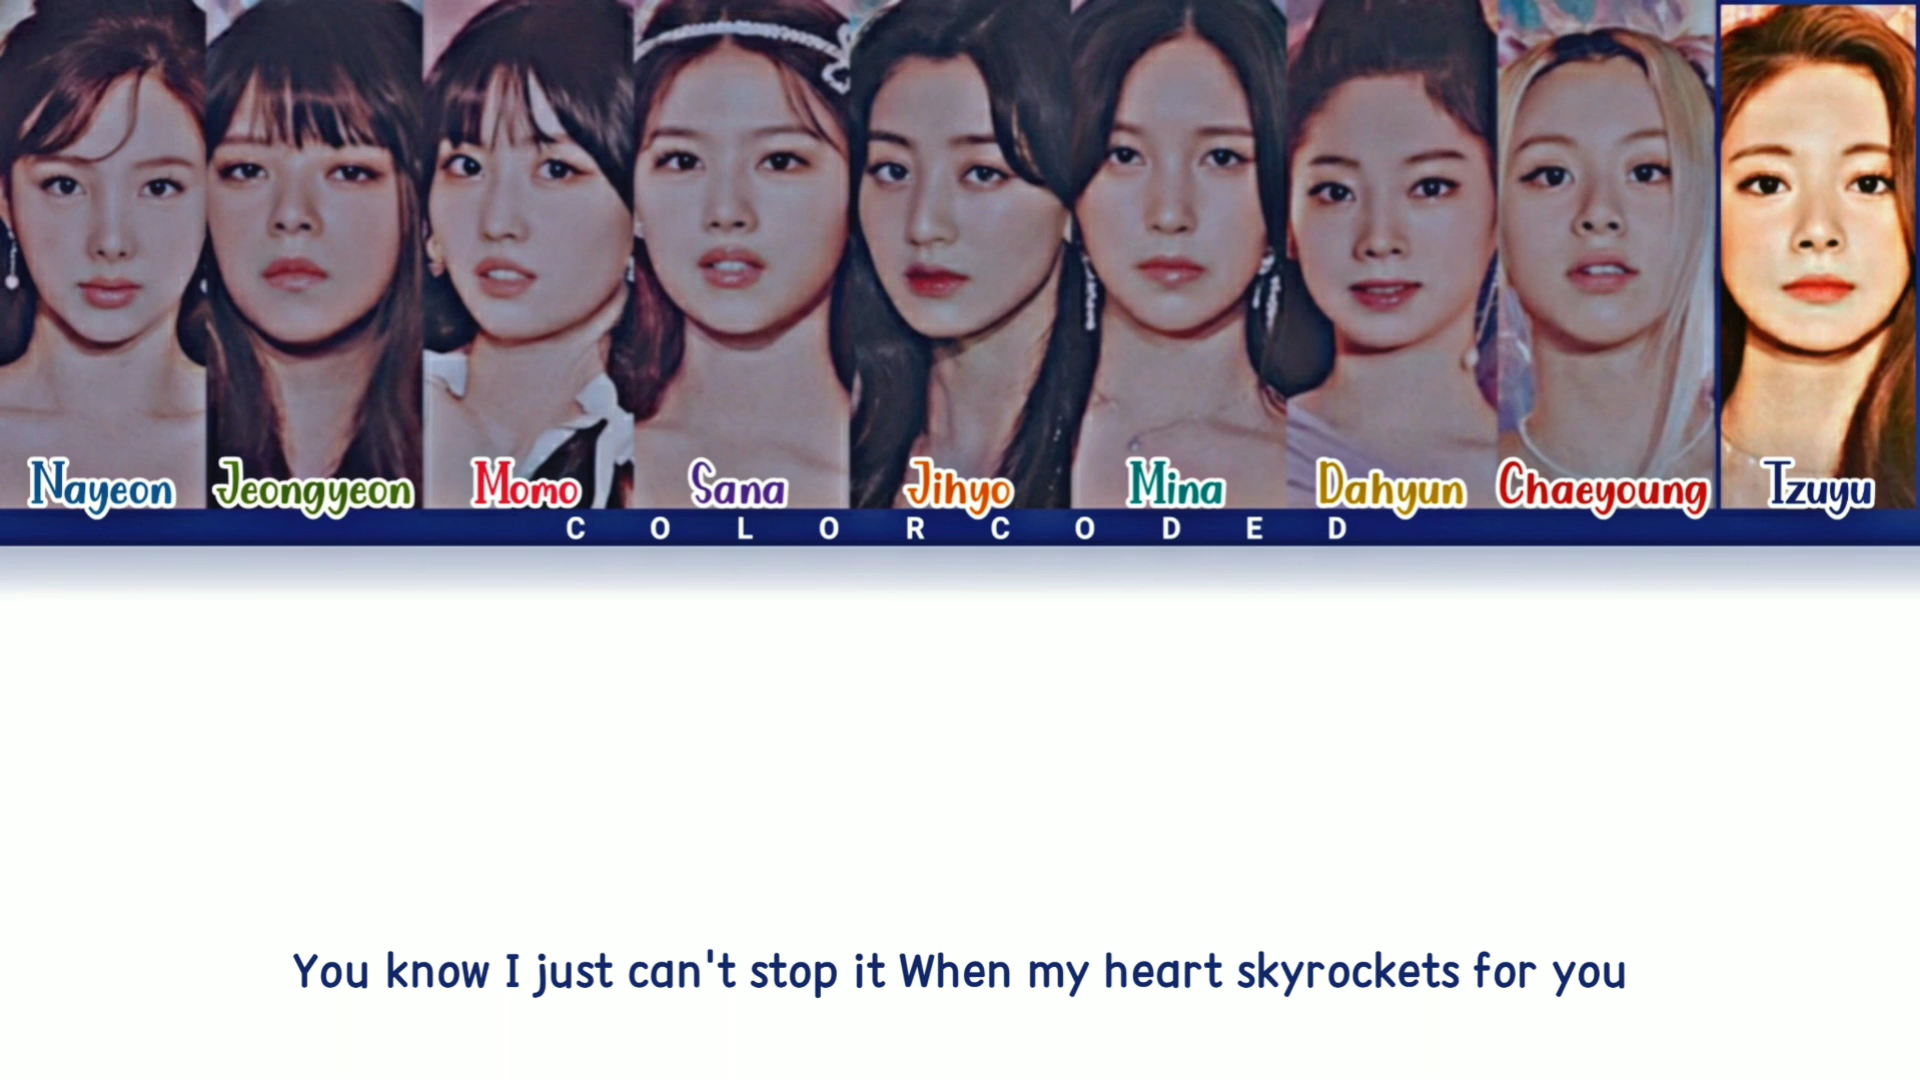 Nayeon Jeongyeon Momo Sana Jihyo Mina Dahyun Chaeyoung Tzuyu
COLORCODED
You know I just can't stop it When my heart skyrockets for you